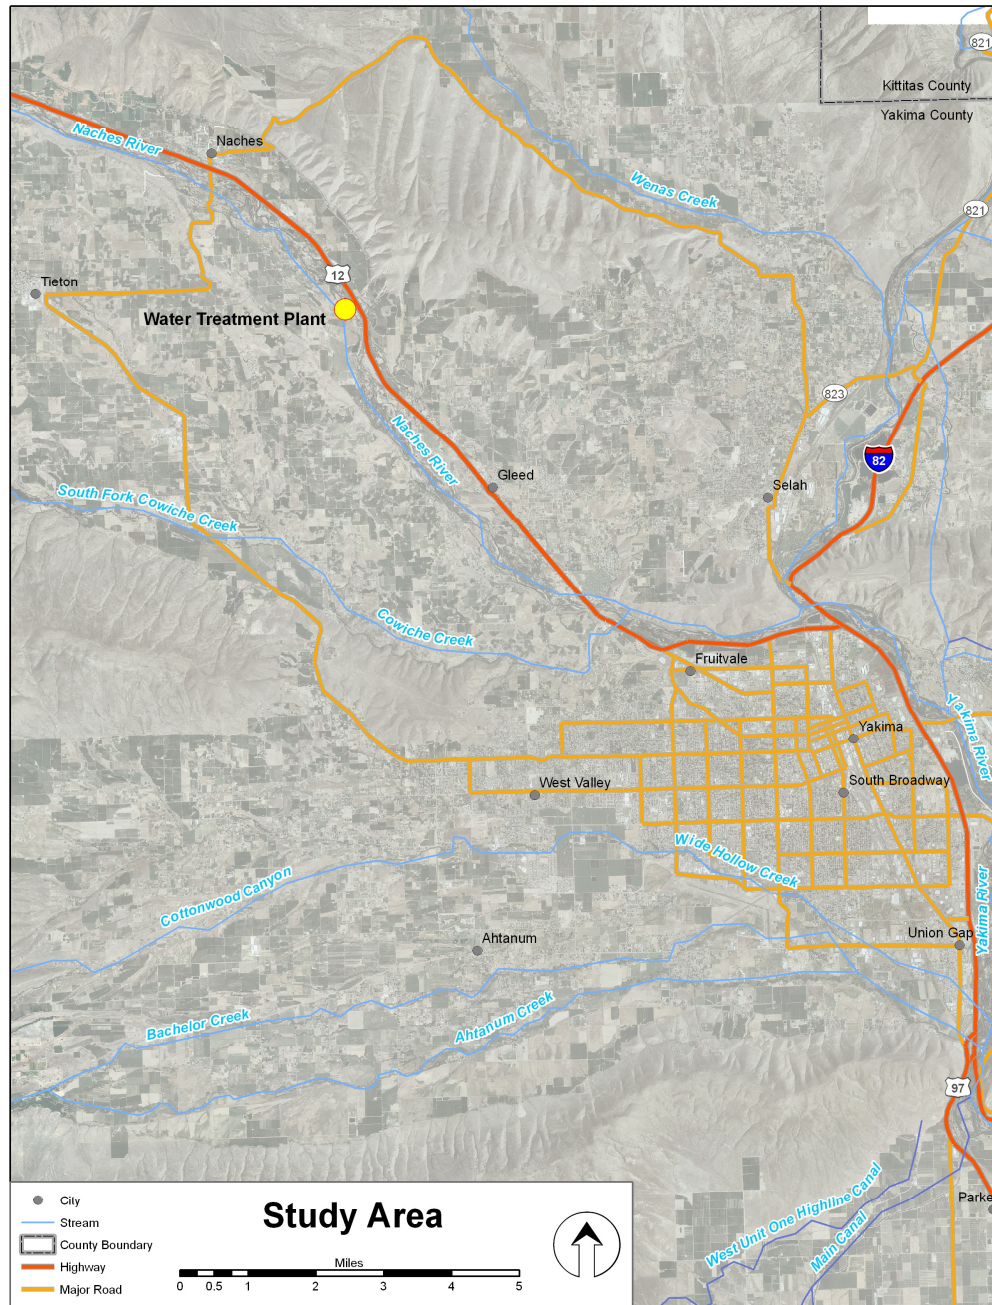 821
Kittitas County
Yakima County
Naches River
Naches
Wenas Creek
821
12
Tieton
Water Treatment Plant
823
Naches River
82
Gleed
Selah
South Fork Cowiche Creek
Cowiche Creek
Fruitvale
Yakima River
Yakima
West Valley
South Broadway
Wide Hollow Creek
Cottonwood Canyon
Yakima River
Ahtanum
Union Gap
Bachelor Creek
Ahtanum Creek
97
West Unit One Highline Canal
Main Canal
Parke
City
Stream
County Boundary
Highway
Major Road
Study Area
Miles
0 0.5 1 2 3 4 5